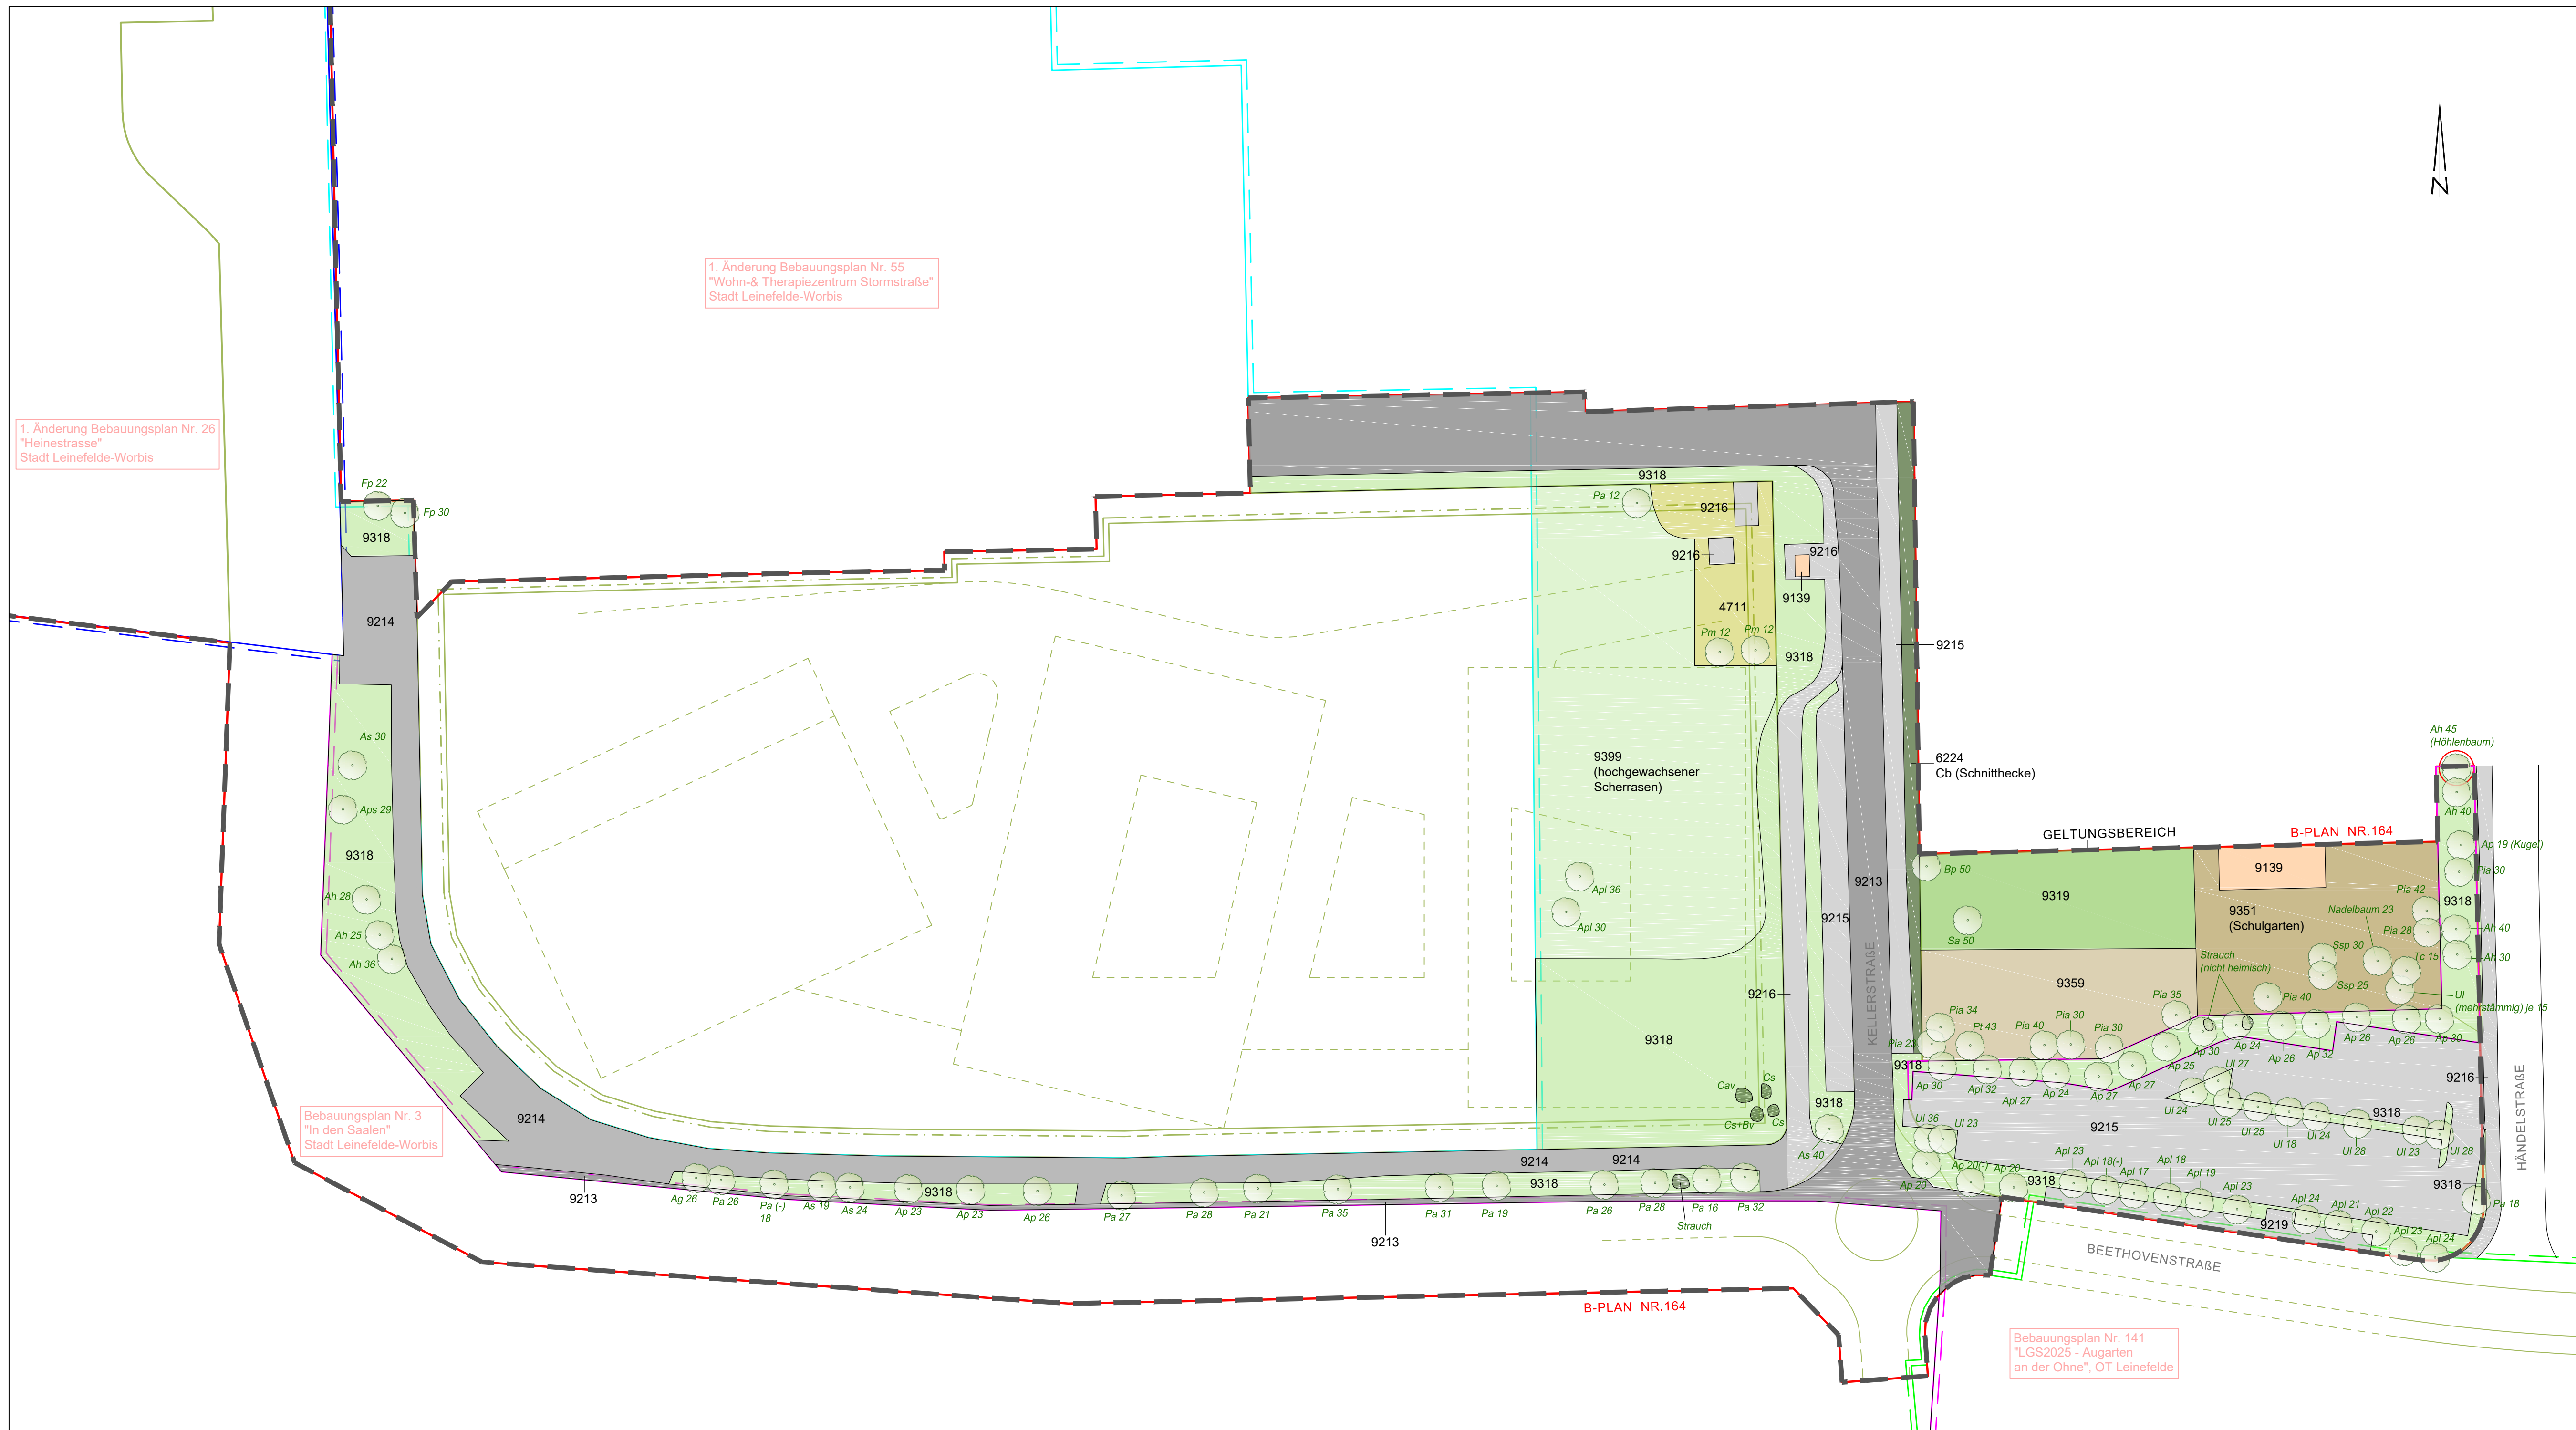 N
1. Änderung Bebauungsplan Nr. 55
"Wohn-& Therapiezentrum Stormstraße"
Stadt Leinefelde-Worbis
1. Änderung Bebauungsplan Nr. 26
"Heinestrasse"
Stadt Leinefelde-Worbis
Fp 22
Fp 30
9318
9214
As 30
Aps 29
9318
Ah 28
Ah 25
Ah 36
Bebauungsplan Nr. 3
"In den Saalen"
Stadt Leinefelde-Worbis
9214
9213
Ag 26
Pa 26
Pa (-)
18
As 19
As 24
Ap 23
9318
Ap 23
Ap 26
Pa 27
Pa 28
Pa 21
Pa 35
9213
Pa 31
Pa 19
9214
9214
9318
Pa 26
Pa 28
Strauch
Pa 16
Pa 32
B-PLAN NR.164
9318
Pa 12
9216
9216
9216
9139
4711
Pm 12
Pm 12
9318
9215
6224
Cb (Schnitthecke)
9399
(hochgewachsener
Scherrasen)
Apl 36
Apl 30
9213
9215
KELLERSTRAßE
9216
9318
Cav
Cs
Cs+Bv
Cs
9318
As 40
GELTUNGSBEREICH
B-PLAN NR.164
Ah 45
(Höhlenbaum)
Ah 40
Ap 19 (Kugel)
Pia 30
9318
Ah 40
Ah 30
Bp 50
9319
Sa 50
9139
9351
(Schulgarten)
Pia 42
Nadelbaum 23
Pia 28
Ssp 30
Tc 15
Ssp 25
Strauch
(nicht heimisch)
Pia 40
Ul
(mehrstämmig) je 15
9359
Pia 35
Pia 34
Pt 43
Pia 40
Pia 30
Pia 30
Pia 23
9318
Ap 30
Apl 32
Apl 27
Ap 24
Ap 27
Ap 27
Ap 25
Ap 30
Ap 24
Ap 26
Ap 32
Ap 26
Ap 26
Ap 30
Ul 27
Ul 24
Ul 25
Ul 25
Ul 18
Ul 24
Ul 28
9318
Ul 23
Ul 28
9216
HÄNDELSTRAßE
Ul 36
Ul 23
9215
Ap 20
Ap 20(-)
Ap 20
9318
Apl 23
Apl 18(-)
Apl 17
Apl 18
Apl 19
Apl 23
9219
Apl 24
Apl 21
Apl 22
Apl 23
Apl 24
9318
Pa 18
BEETHOVENSTRAßE
Bebauungsplan Nr. 141
"LGS2025 - Augarten
an der Ohne", OT Leinefelde